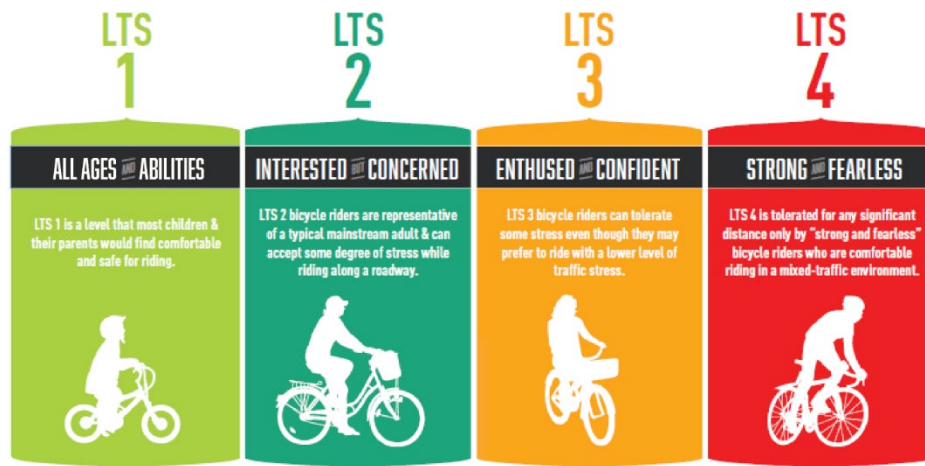 LTS
1
ALL AGES AND ABILITIES
LTS 1 is a level that most children &
their parents would find comfortable
and safe for riding.
LTS
2
INTERESTED BUT CONCERNED
LTS 2 bicycle riders are representative
of a typical mainstream adult & can
accept some degree of stress while
riding along a roadway.
LTS
3
ENTHUSED AND CONFIDENT
LTS 3 bicycle riders can tolerate
some stress even though they may
prefer to ride with a lower level of
traffic stress.
LTS
4
STRONG AND FEARLESS
LTS 4 is tolerated for any significant
distance only by “strong and fearless”
bicycle riders who are comfortable
riding in a mixed-traffic environment.